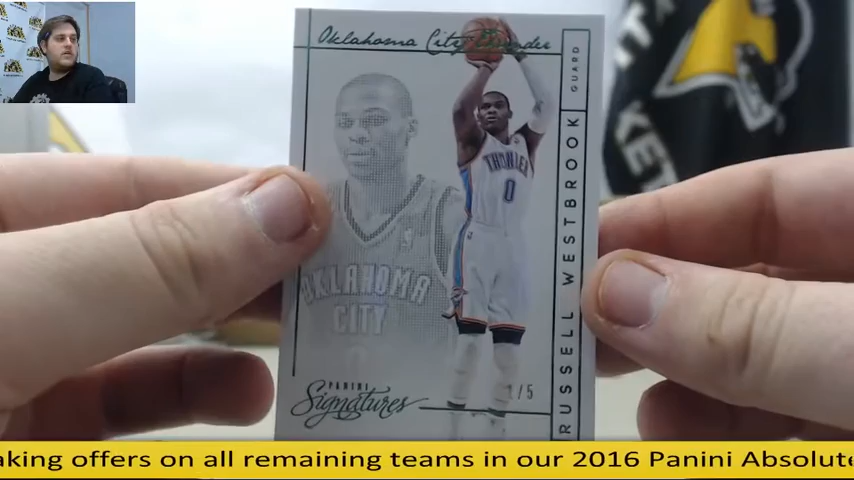 Oklahoma City Thunder
GUARD
RUSSELL WESTBROOK
THUNDER
0
OKLAHOMA
CITY
PANINI
Signatures
/5
aking offers on all remaining teams in our 2016 Panini Absolute